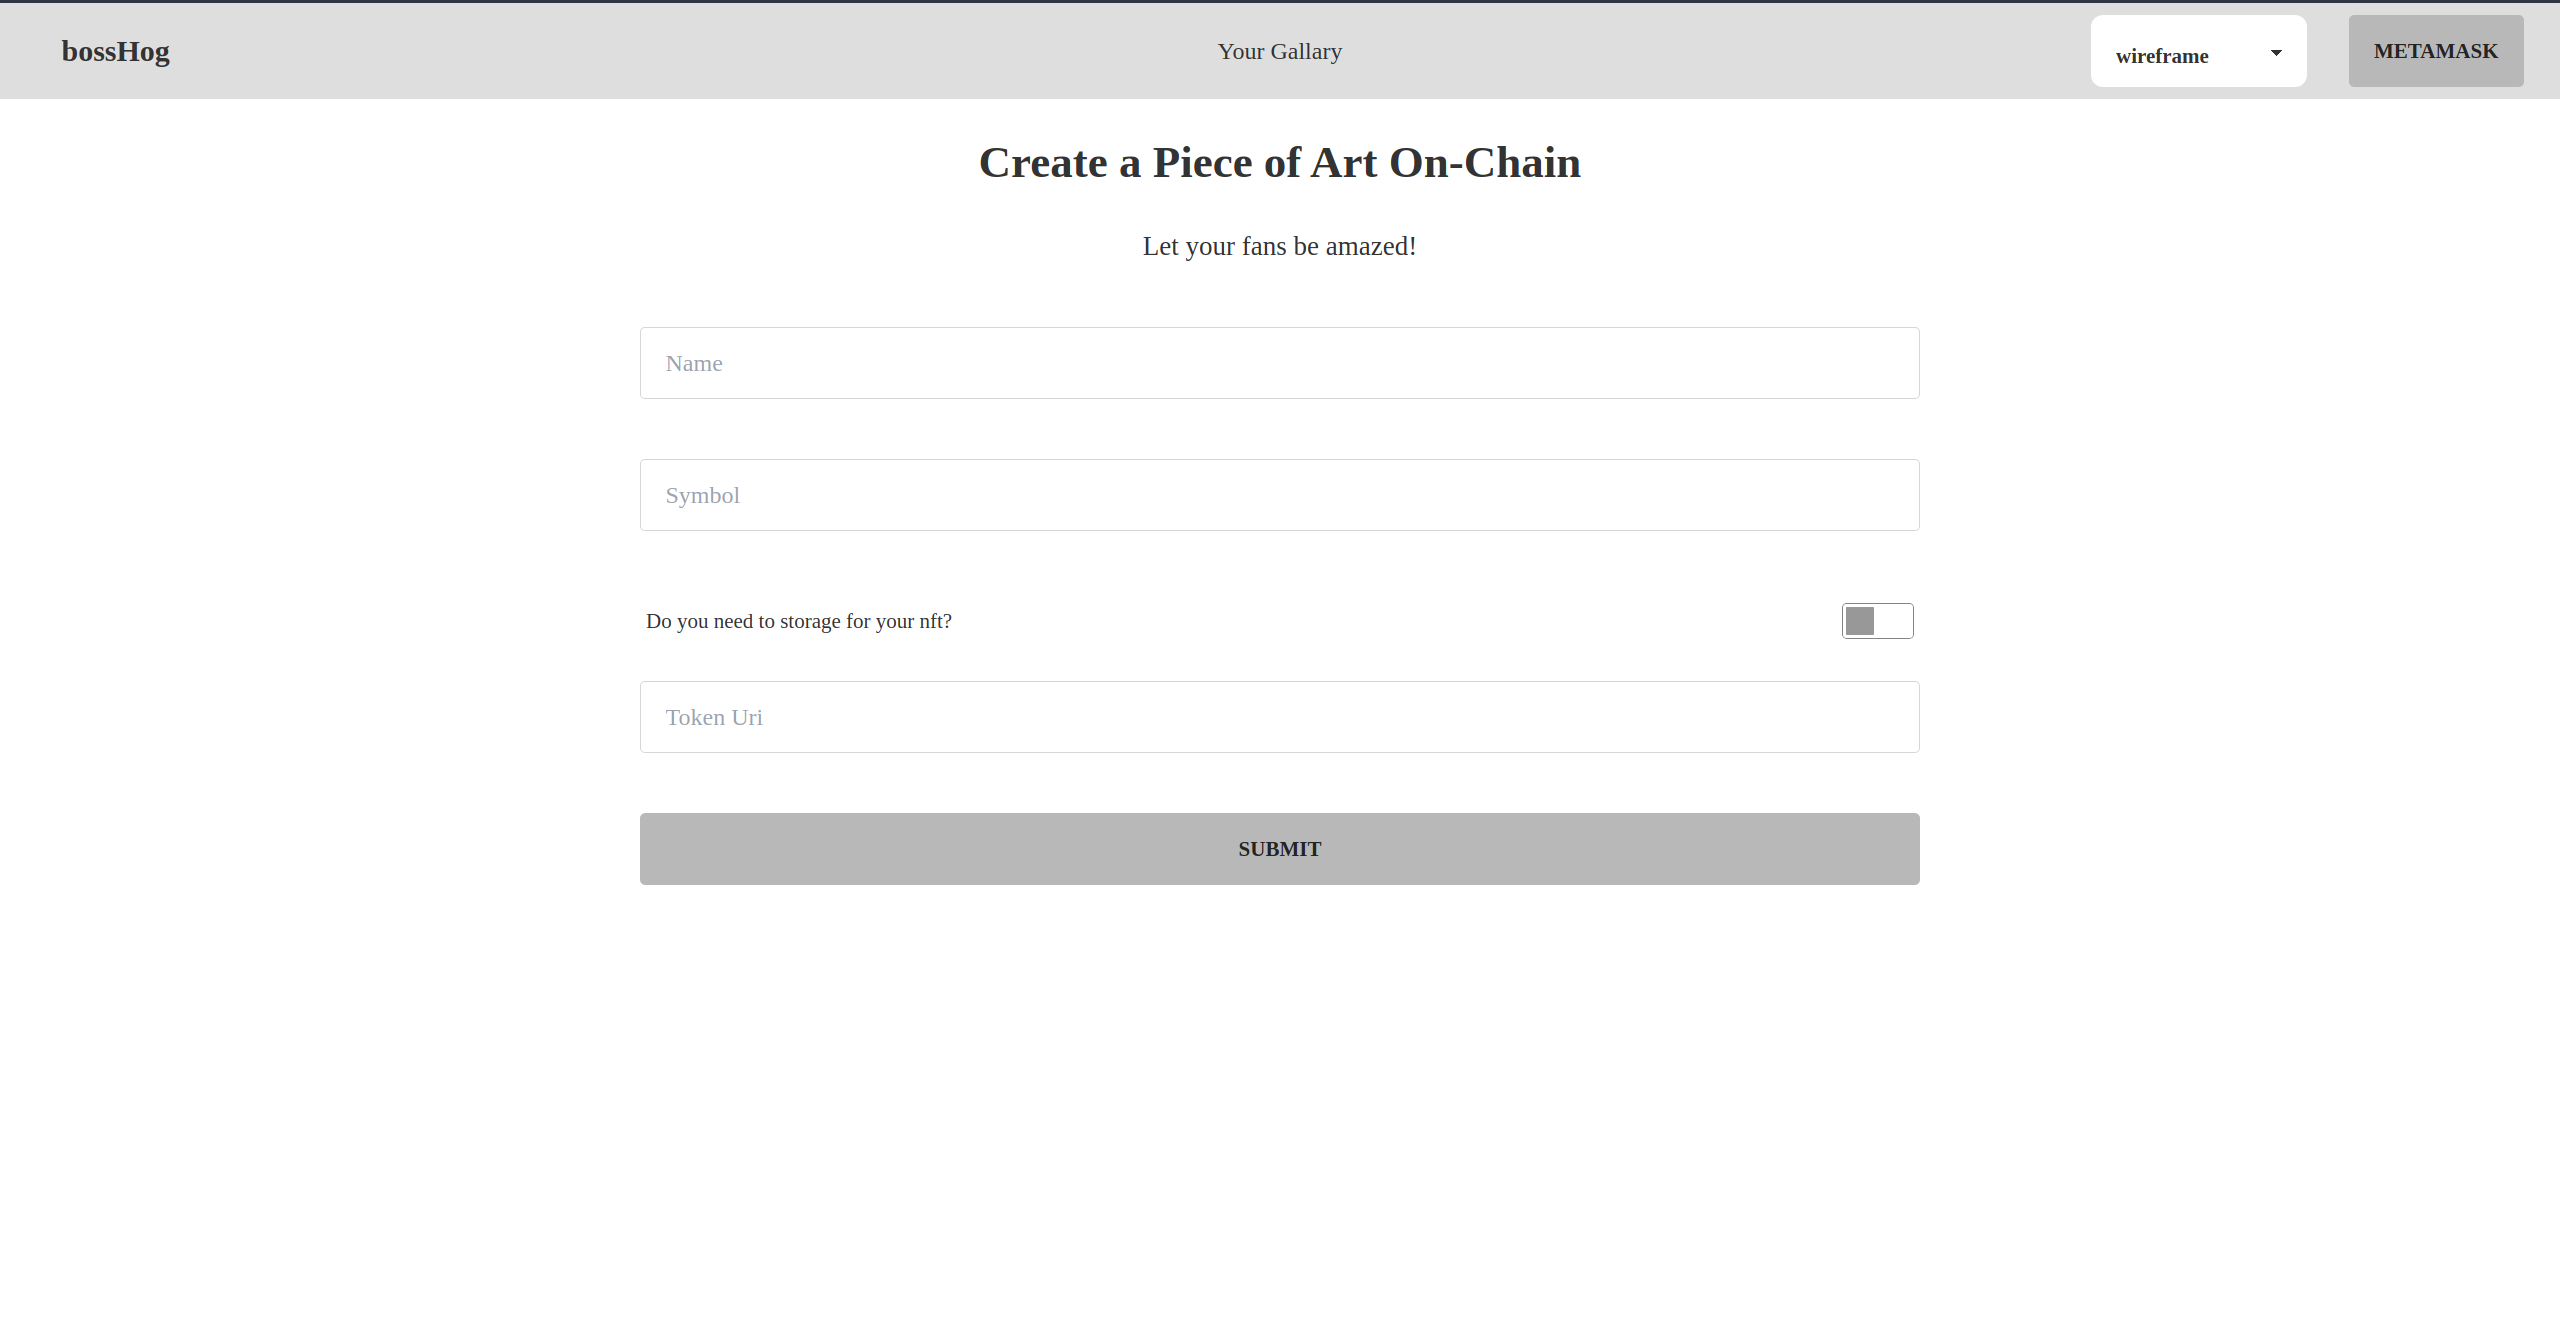 bossHog
Your Gallary
wireframe
METAMASK
Create a Piece of Art On-Chain
Let your fans be amazed!
Name
Symbol
Do you need to storage for your nft?
Token Uri
SUBMIT